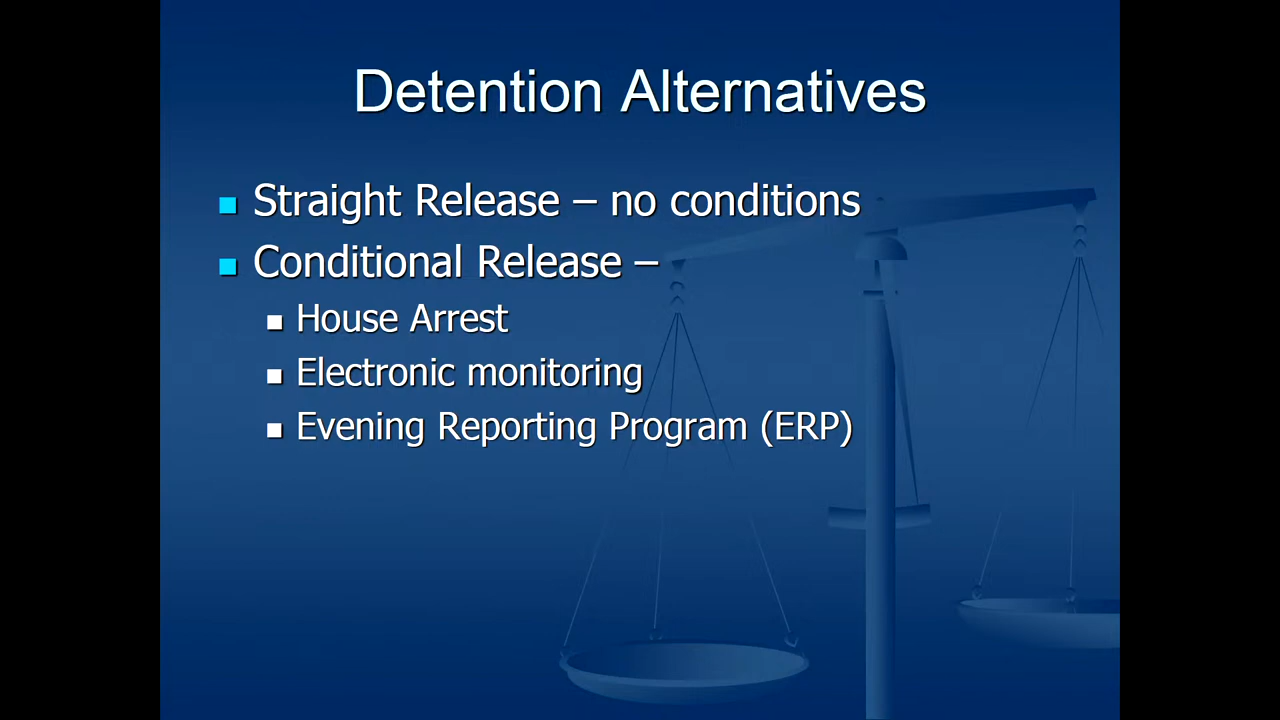 Detention Alternatives
Straight Release – no conditions
Conditional Release –
House Arrest
Electronic monitoring
Evening Reporting Program (ERP)